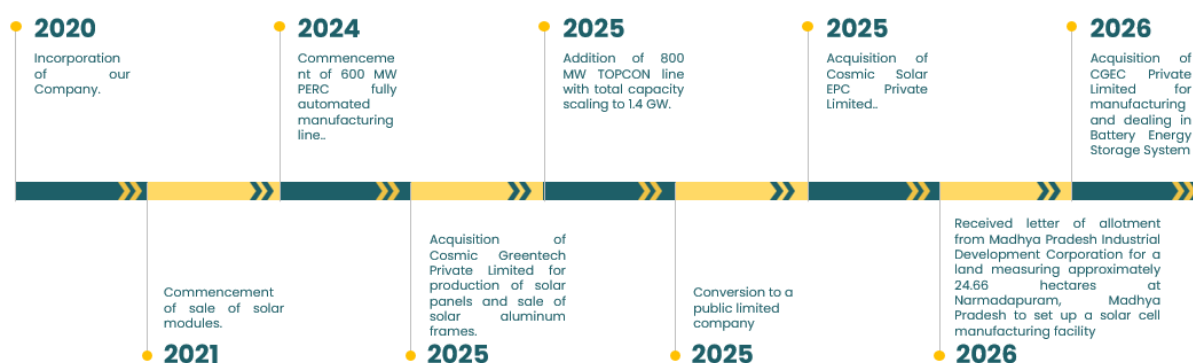 2020
Incorporation
of our
Company.
2024
Commenceme
nt of 600 MW
PERC fully
automated
manufacturing
line..
2025
Addition of 800
MW TOPCON line
with total capacity
scaling to 1.4 GW.
2025
Acquisition of
Cosmic Solar
EPC Private
Limited..
2026
Acquisition of
CGEC Private
Limited for
manufacturing
and dealing in
Battery Energy
Storage System
Commencement
of sale of solar
modules.
2021
Acquisition of
Cosmic Greentech
Private Limited for
production of solar
panels and sale of
solar aluminum
frames.
2025
Conversion to a
public limited
company
2025
Received letter of allotment
from Madhya Pradesh Industrial
Development Corporation for a
land measuring approximately
24.66 hectares at
Narmadapuram, Madhya
Pradesh to set up a solar cell
manufacturing facility
2026